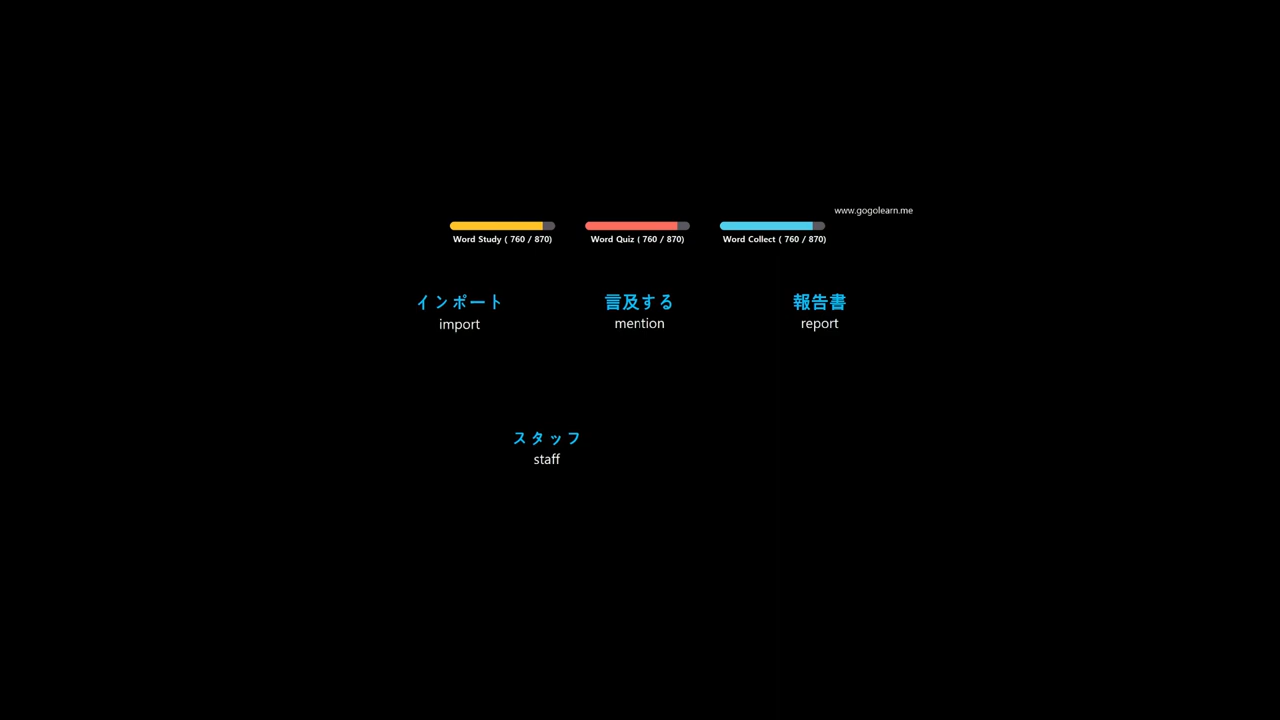 www.gogolearn.me
Word Study ( 760 / 870)
Word Quiz ( 760 / 870)
Word Collect ( 760 / 870)
インポート
import
言及する
mention
報告書
report
スタッフ
staff